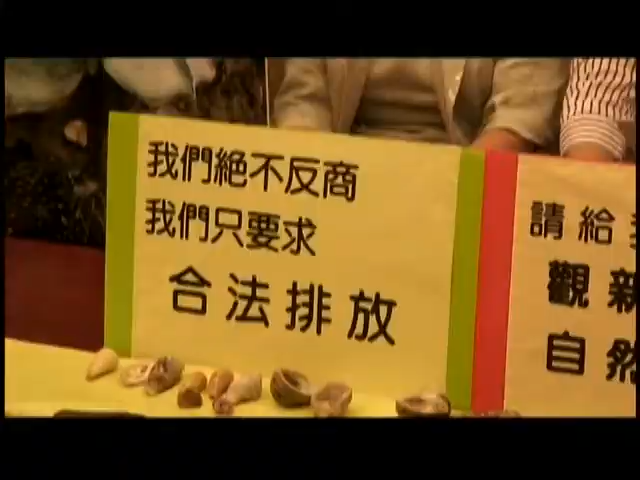 我們絕不反商
我們只要求
合法排放
請給
觀新
自然